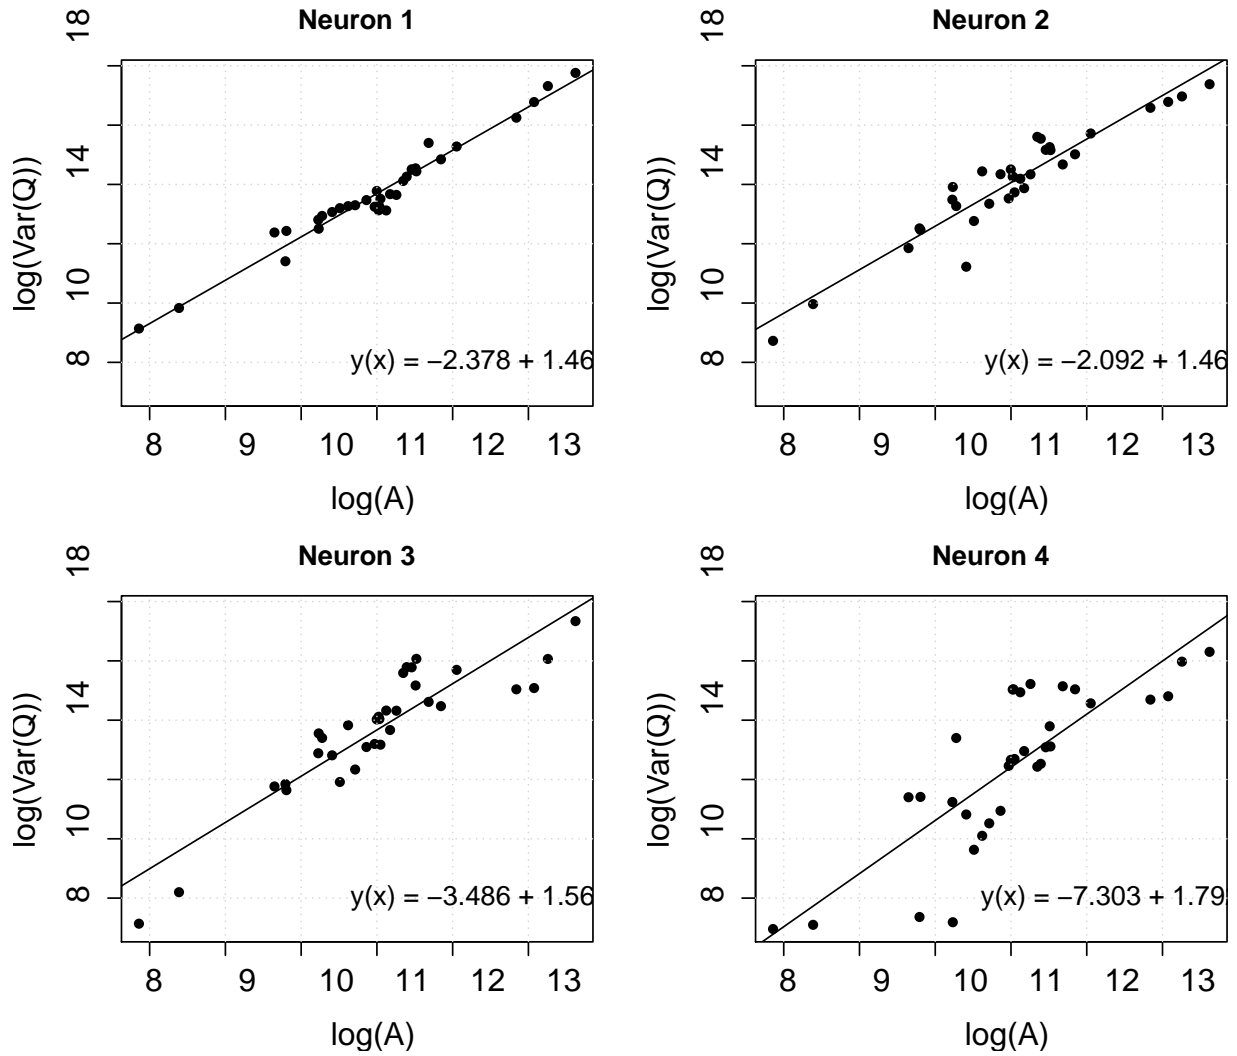 Neuron 1
18
14
10
8
log(Var(Q))
y(x) = −2.378 + 1.46
8 9 10 11 12 13
log(A)
Neuron 2
18
14
10
8
log(Var(Q))
y(x) = −2.092 + 1.46
8 9 10 11 12 13
log(A)
Neuron 3
18
14
10
8
log(Var(Q))
y(x) = −3.486 + 1.56
8 9 10 11 12 13
log(A)
Neuron 4
18
14
10
8
log(Var(Q))
y(x) = −7.303 + 1.79
8 9 10 11 12 13
log(A)